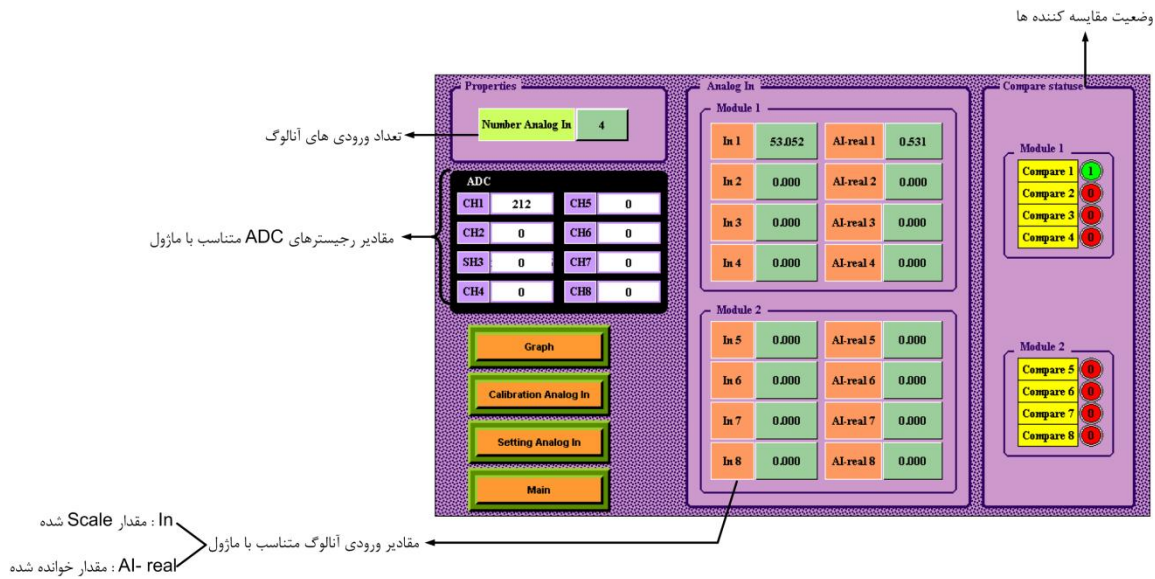 وضعیت مقایسه کننده ها
Properties
Number Analog In 4
تعداد ورودی های آنالوگ
ADC
CH1 212 CH5 0
CH2 0 CH6 0
SH3 0 CH7 0
CH4 0 CH8 0
مقادیر رجیسترهای ADC متناسب با ماژول
Graph
Calibration Analog In
Setting Analog In
Main
Analog In
Module 1
In 1 53.052 AI-real 1 0.531
In 2 0.000 AI-real 2 0.000
In 3 0.000 AI-real 3 0.000
In 4 0.000 AI-real 4 0.000
Module 2
In 5 0.000 AI-real 5 0.000
In 6 0.000 AI-real 6 0.000
In 7 0.000 AI-real 7 0.000
In 8 0.000 AI-real 8 0.000
Compare statuse
Module 1
Compare 1 1
Compare 2 0
Compare 3 0
Compare 4 0
Module 2
Compare 5 0
Compare 6 0
Compare 7 0
Compare 8 0
مقادیر ورودی آنالوگ متناسب با ماژول
In : مقدار Scale شده
AI- real : مقدار خوانده شده